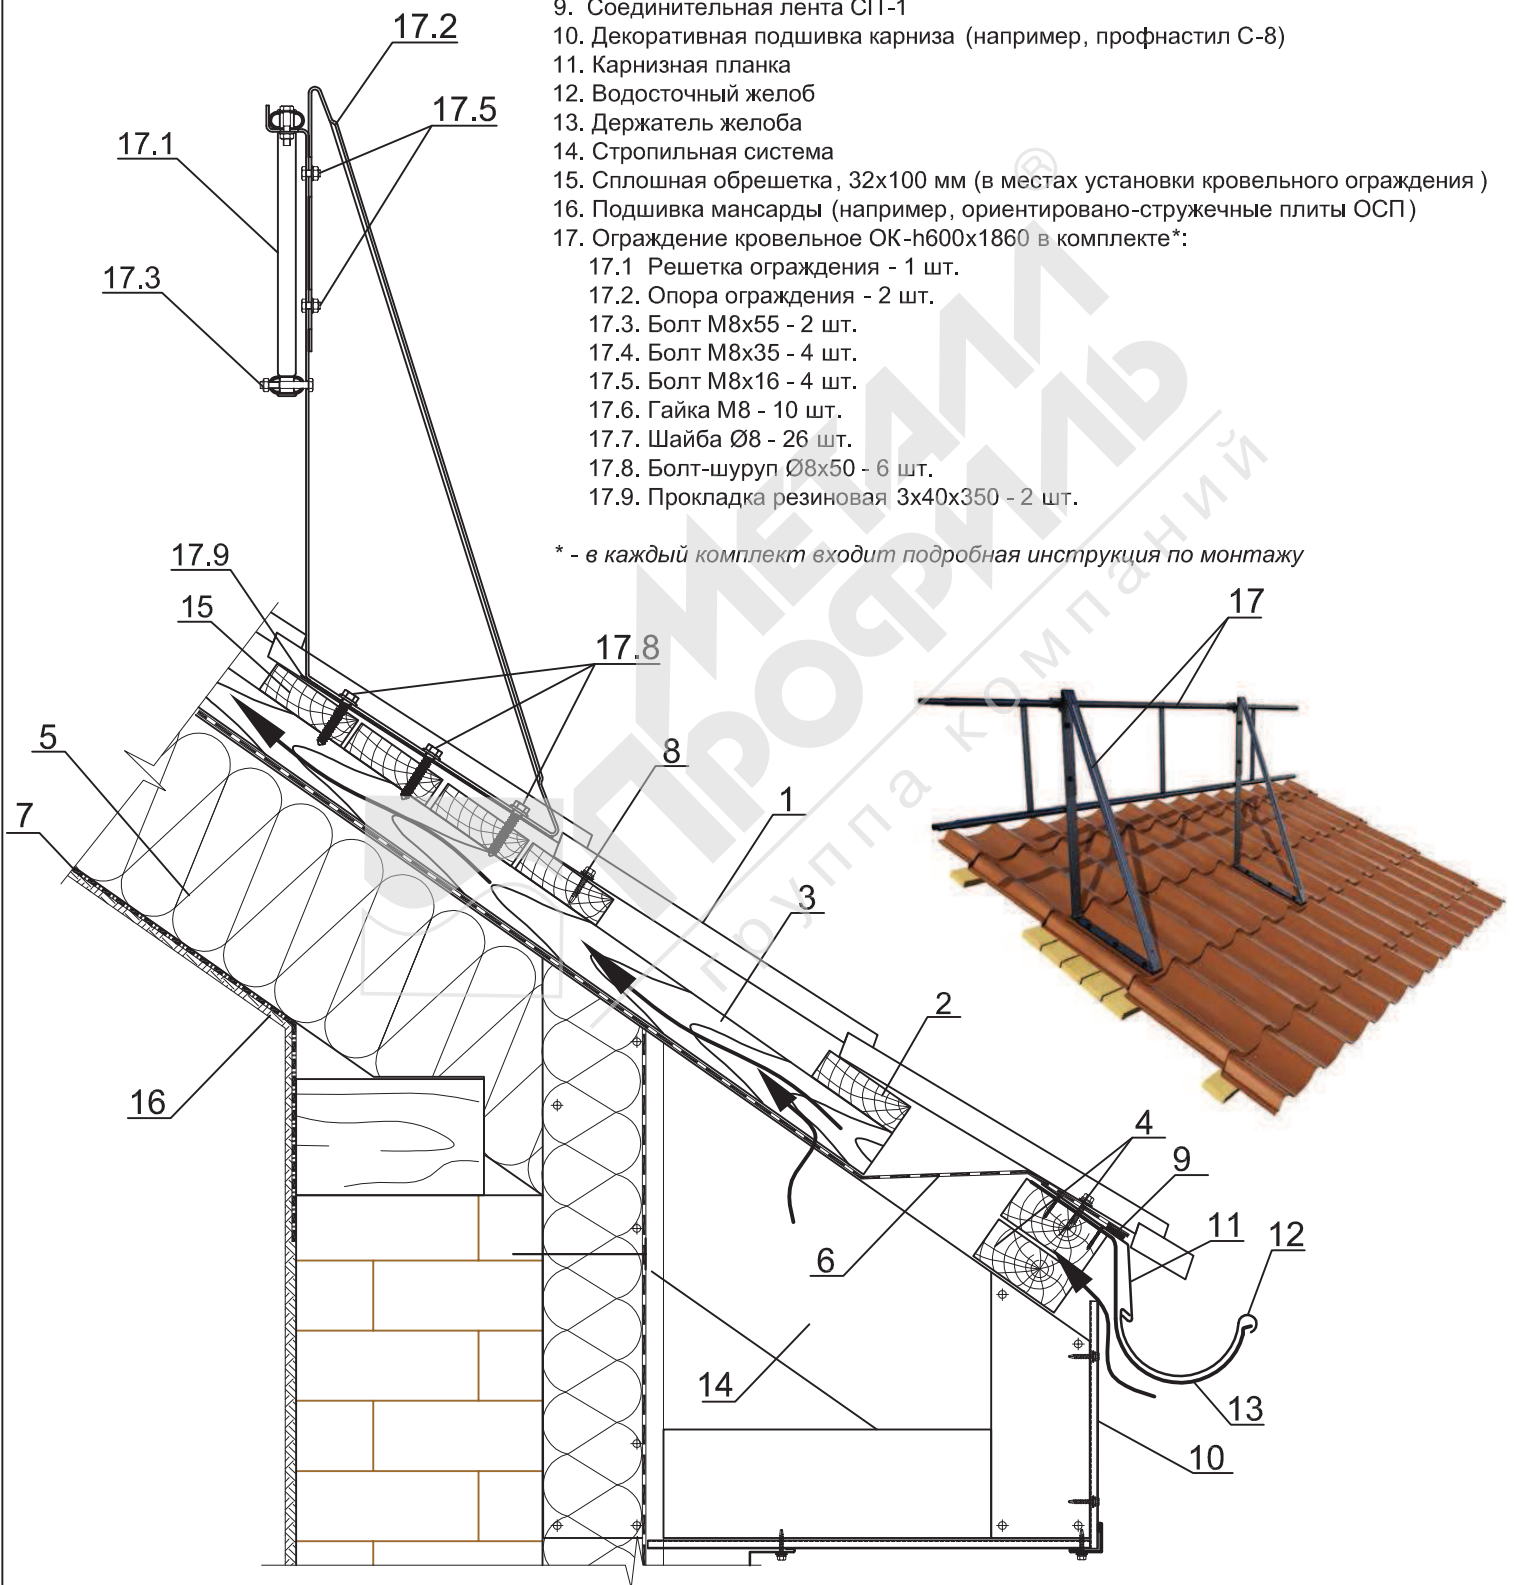 9. Соединительная лента СП-1
10. Декоративная подшивка карниза (например, профнастил С-8)
11. Карнизная планка
12. Водосточный желоб
13. Держатель желоба
14. Стропильная система
15. Сплошная обрешетка, 32х100 мм (в местах установки кровельного ограждения )
16. Подшивка мансарды (например, ориентировано-стружечные плиты ОСП)
17. Ограждение кровельное ОК-h600х1860 в комплекте*:
17.1 Решетка ограждения - 1 шт.
17.2. Опора ограждения - 2 шт.
17.3. Болт М8х55 - 2 шт.
17.4. Болт М8х35 - 4 шт.
17.5. Болт М8х16 - 4 шт.
17.6. Гайка М8 - 10 шт.
17.7. Шайба Ø8 - 26 шт.
17.8. Болт-шуруп Ø8х50 - 6 шт.
17.9. Прокладка резиновая 3х40х350 - 2 шт.
* - в каждый комплект входит подробная инструкция по монтажу
17.2
17.5
17.1
17.3
17.9
15
17.8
17
5
8
7
1
3
2
16
4
9
11
12
6
14
13
10
МЕТАЛЛ
ПРОФИЛЬ
®
группа компаний